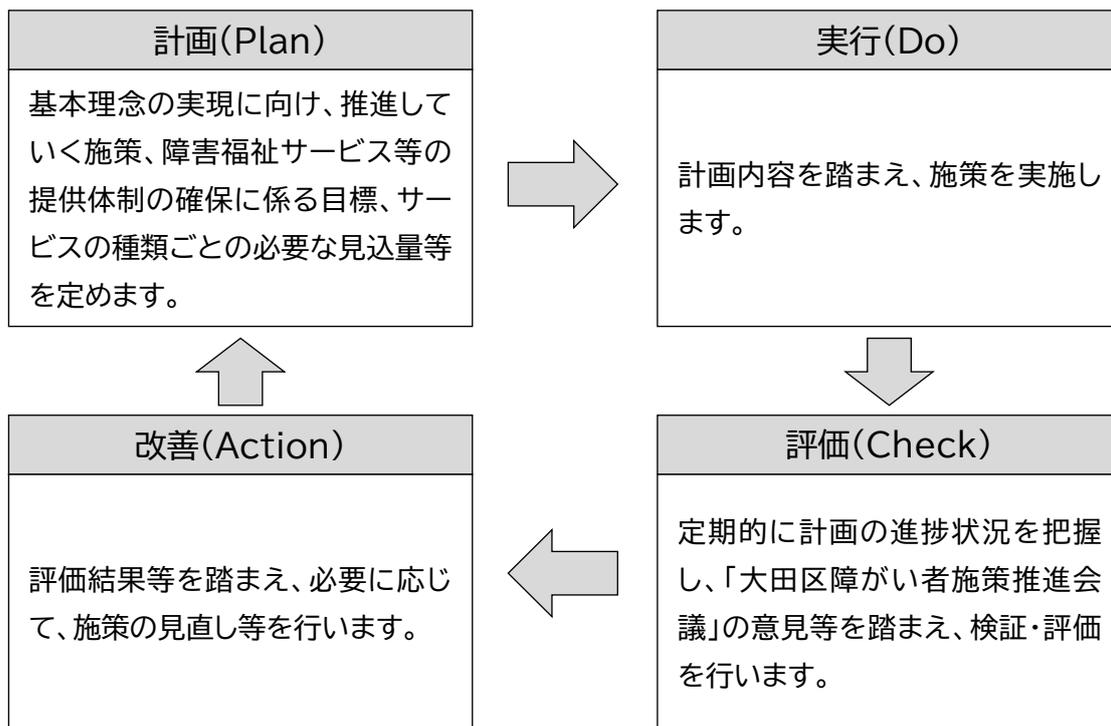 計画(Plan)
基本理念の実現に向け、推進して
いく施策、障害福祉サービス等の
提供体制の確保に係る目標、サー
ビスの種類ごとの必要な見込量等
を定めます。
実行(Do)
計画内容を踏まえ、施策を実施し
ます。
評価(Check)
定期的に計画の進捗状況を把握
し、「大田区障がい者施策推進会
議」の意見等を踏まえ、検証・評価
を行います。
改善(Action)
評価結果等を踏まえ、必要に応じ
て、施策の見直し等を行います。